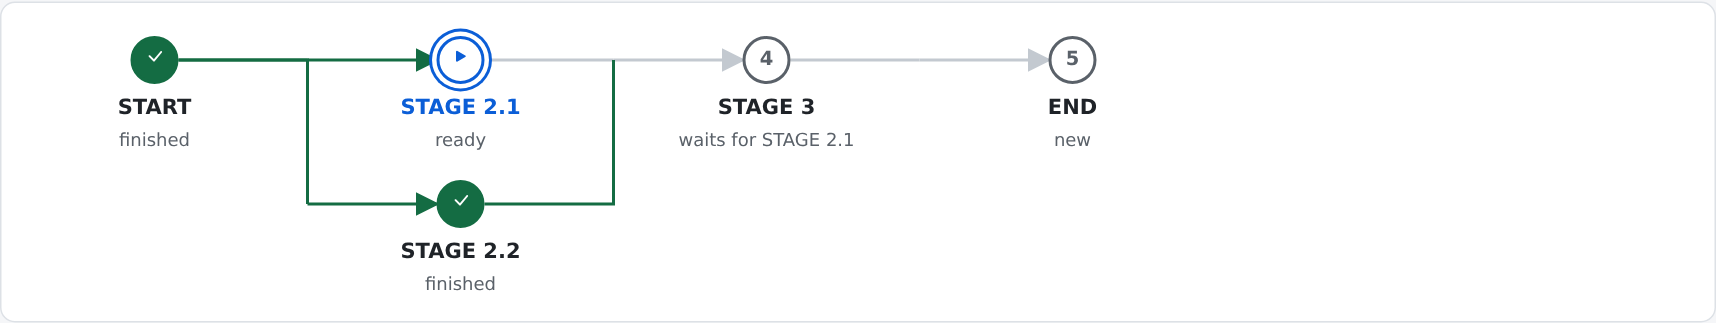 START
finished
STAGE 2.1
ready
4
STAGE 3
waits for STAGE 2.1
5
END
new
STAGE 2.2
finished